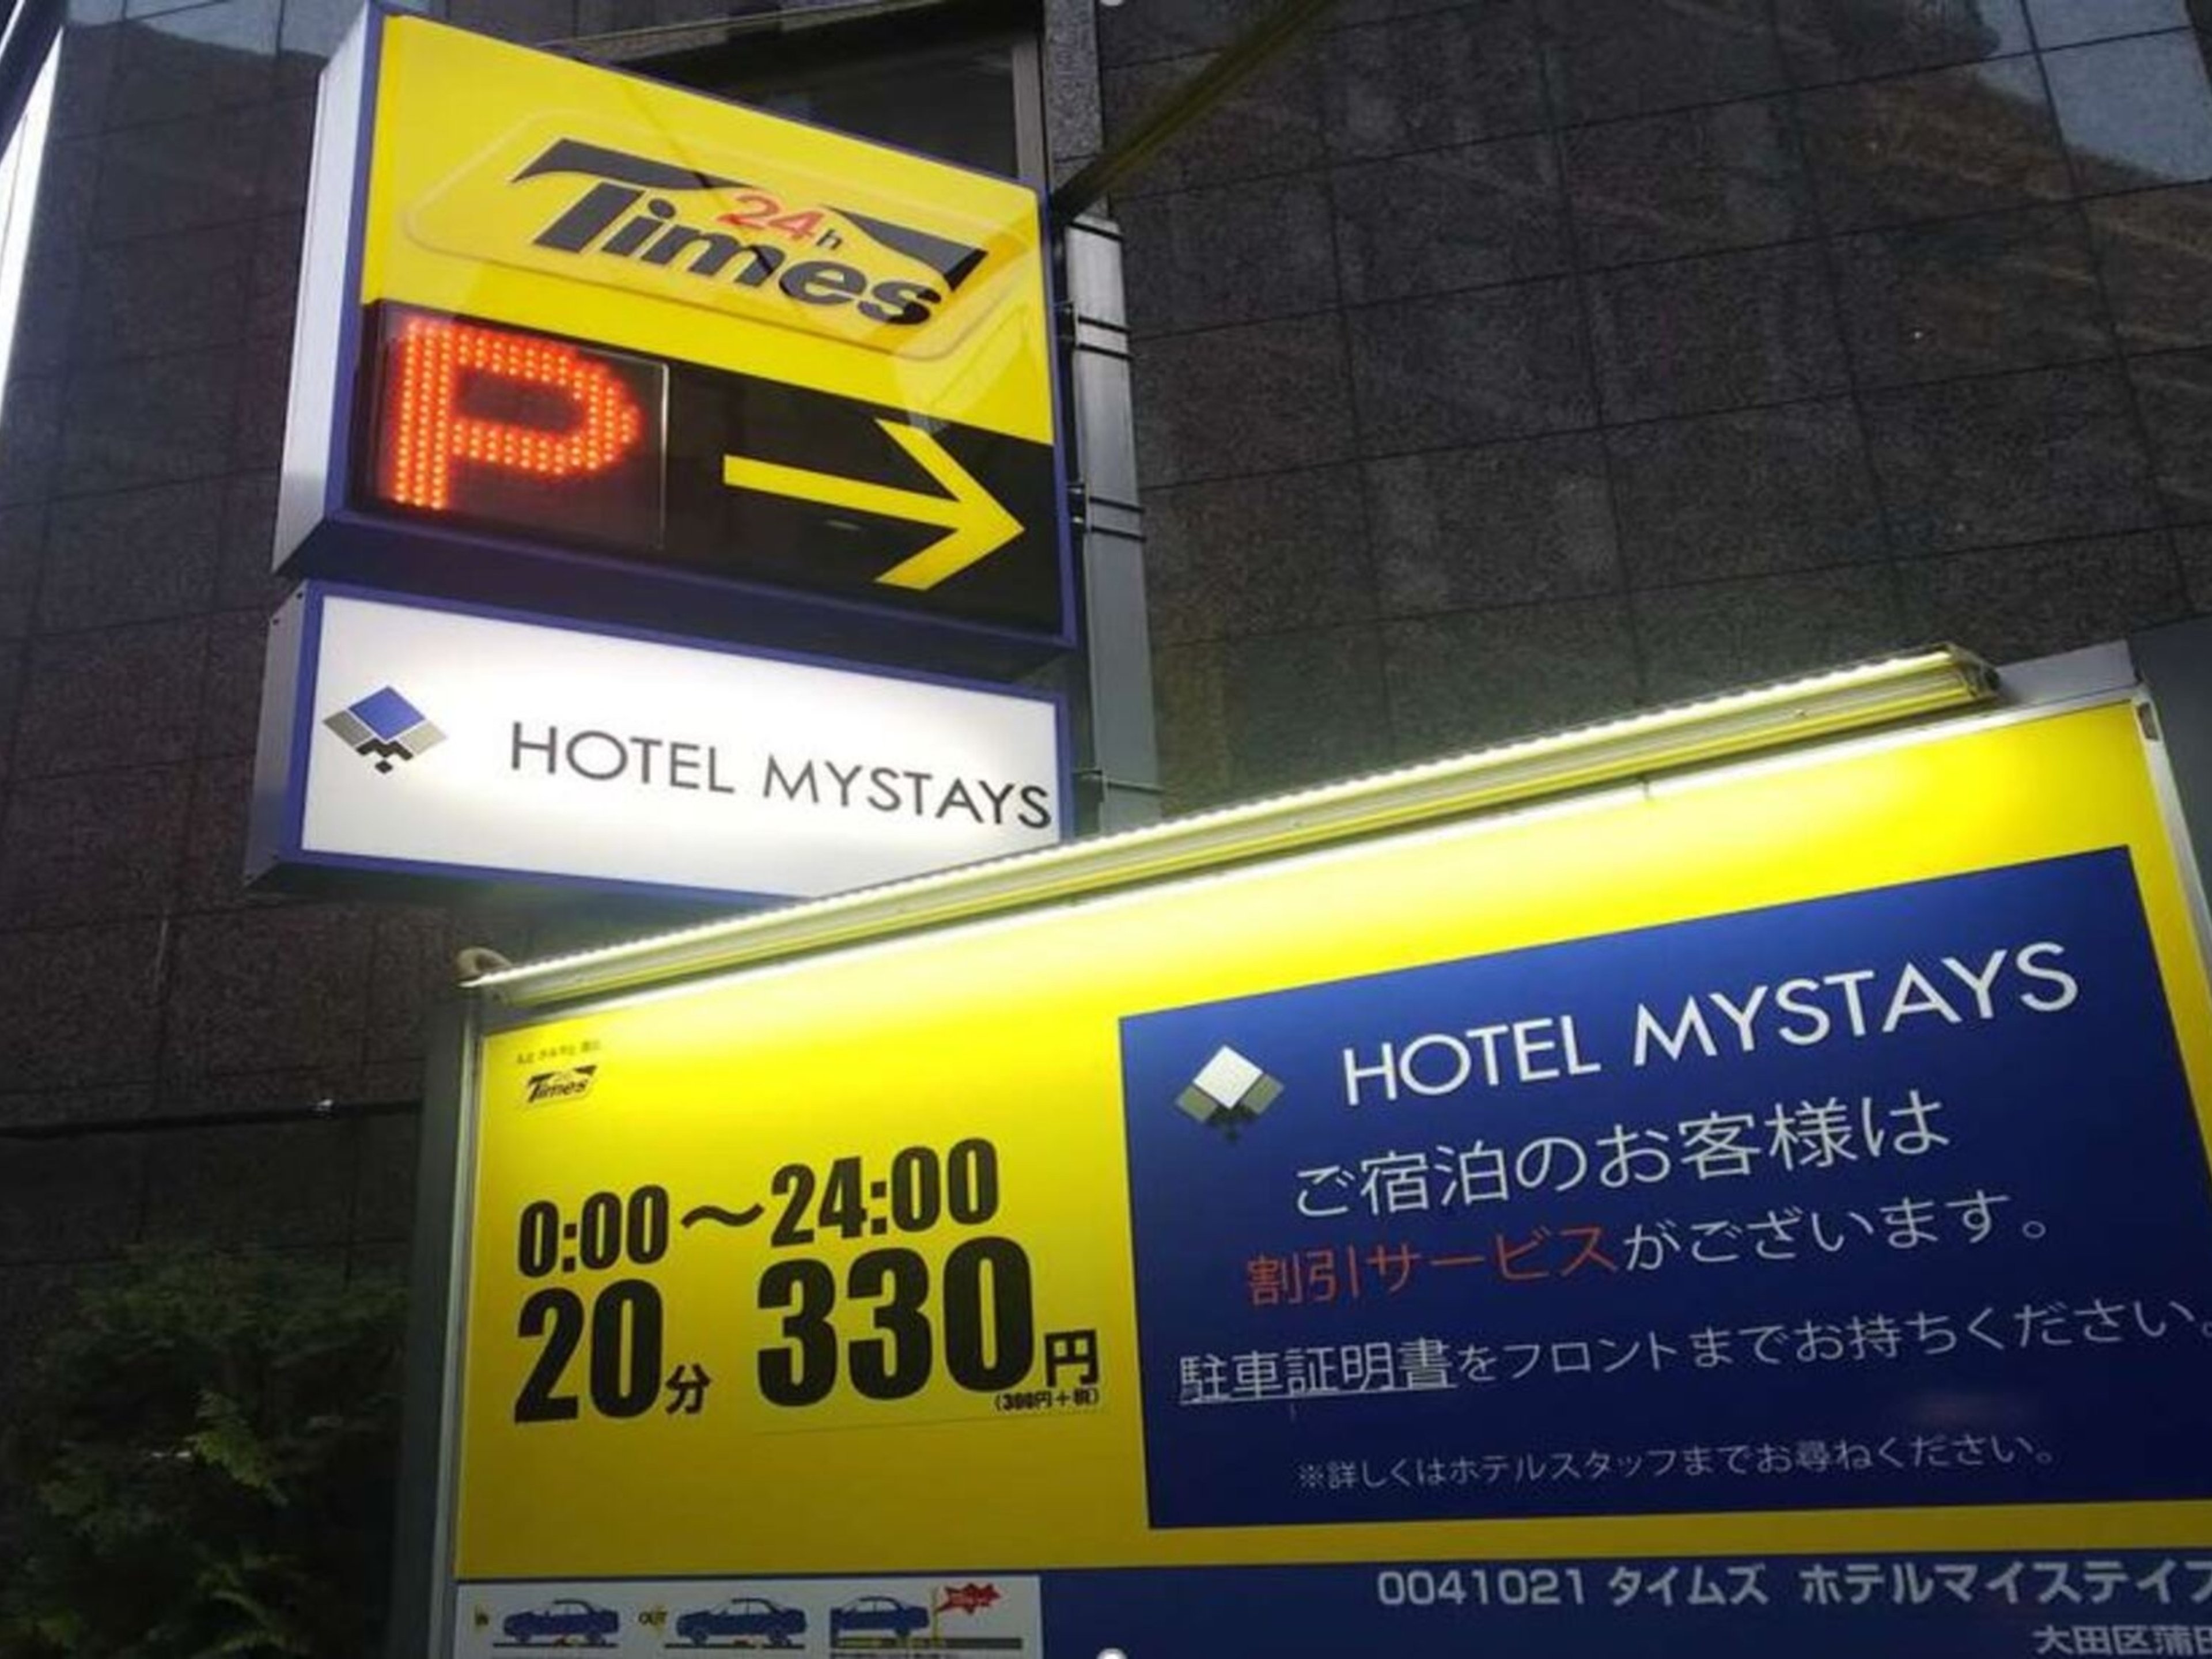 24h
Times
P
HOTEL MYSTAYS
Times
0:00～24:00
20分 330円
(300円+税)
HOTEL MYSTAYS
ご宿泊のお客様は
割引サービスがございます。
駐車証明書をフロントまでお持ちください。
※詳しくはホテルスタッフまでお尋ねください。
IN OUT
0041021 タイムズ ホテルマイステイズ
大田区蒲田